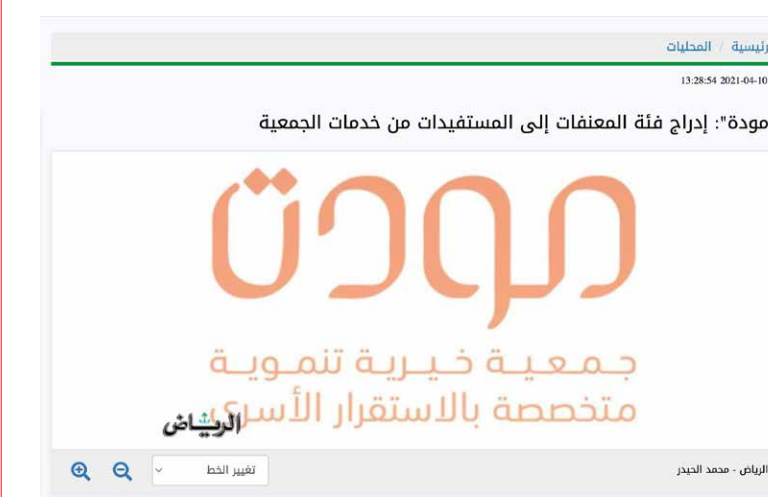 رئيسية / المحليات
13:28:54 2021-04-10
مودة": إدراج فئة المعنفات إلى المستفيدات من خدمات الجمعية
مودة
جمعية خيرية تنموية
متخصصة بالاستقرار الأسري
الرياض
الرياض - محمد الحيدر
تغيير الخط